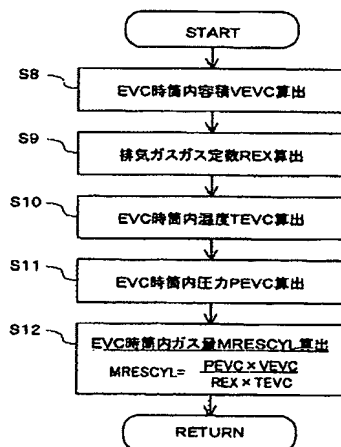 START
S8
EVC時筒内容積VEVC算出
S9
排気ガスガス定数REX算出
S10
EVC時筒内温度TEVC算出
S11
EVC時筒内圧力PEVC算出
S12
EVC時筒内ガス量MRESCYL算出
MRESCYL= PEVC × VEVC
REX × TEVC
RETURN